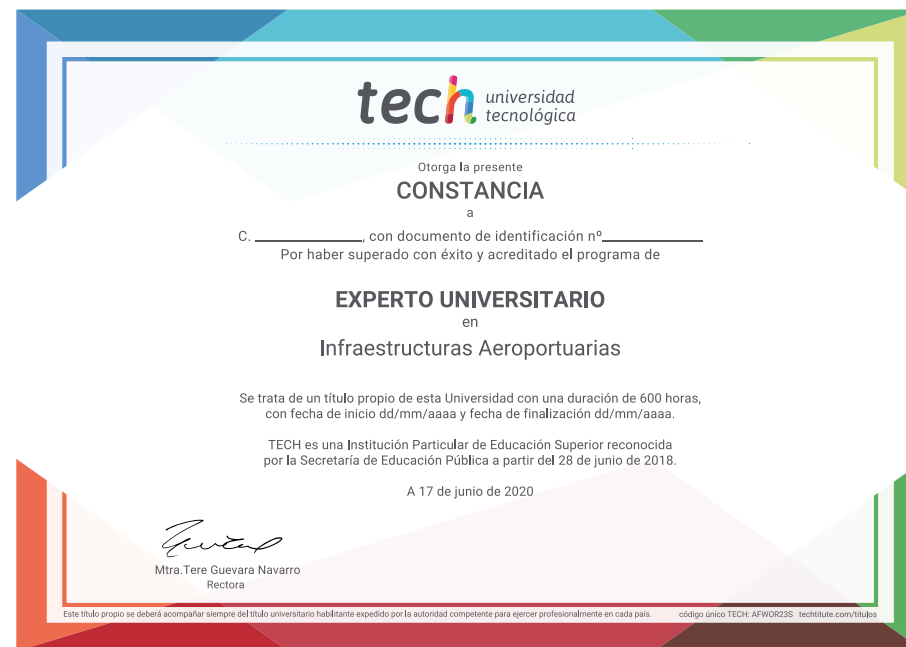 tech universidad
tecnológica
Otorga la presente
CONSTANCIA
a
C. ______________, con documento de identificación nº______________
Por haber superado con éxito y acreditado el programa de
EXPERTO UNIVERSITARIO
en
Infraestructuras Aeroportuarias
Se trata de un título propio de esta Universidad con una duración de 600 horas,
con fecha de inicio dd/mm/aaaa y fecha de finalización dd/mm/aaaa.
TECH es una Institución Particular de Educación Superior reconocida
por la Secretaría de Educación Pública a partir del 28 de junio de 2018.
A 17 de junio de 2020
Mtra.Tere Guevara Navarro
Rectora
Este título propio se deberá acompañar siempre del título universitario habilitante expedido por la autoridad competente para ejercer profesionalmente en cada país. código único TECH: AFWOR23S techtitute.com/títulos